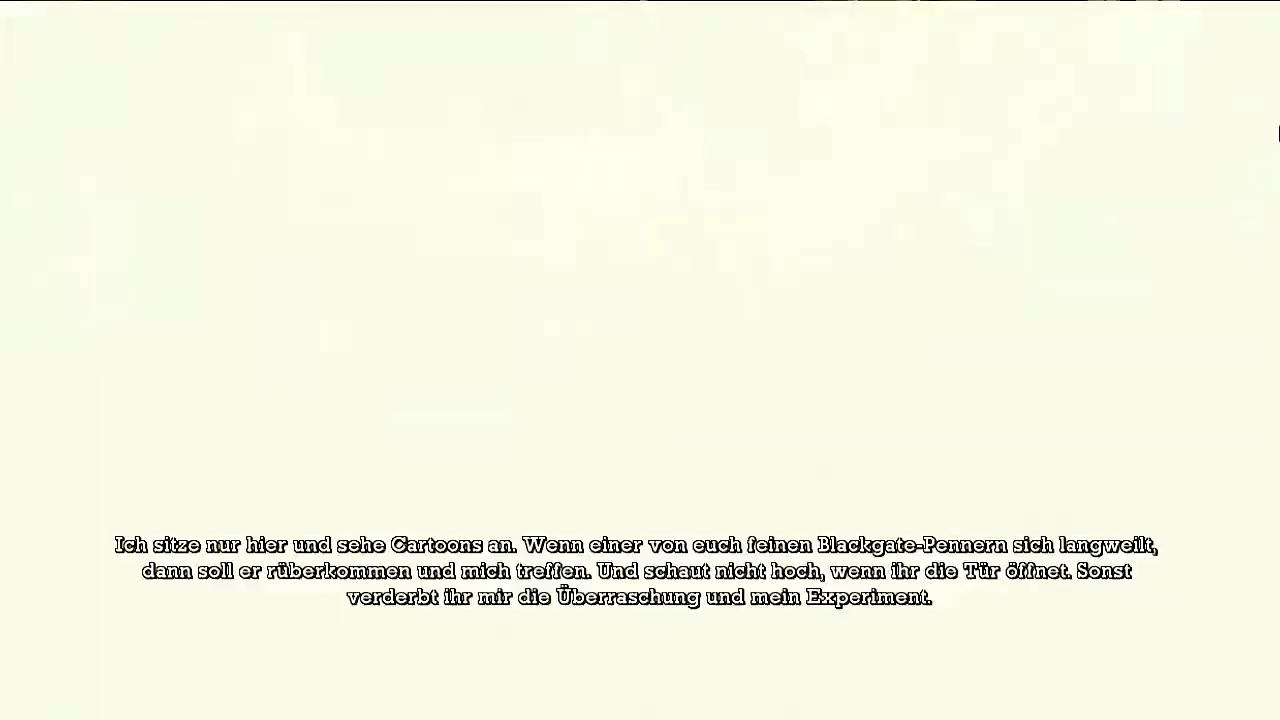 Ich sitze nur hier und sehe Cartoons an. Wenn einer von euch feinen Blackgate-Pennern sich langweilt,
dann soll er rüberkommen und mich treffen. Und schaut nicht hoch, wenn ihr die Tür öffnet. Sonst
verderbt ihr mir die Überraschung und mein Experiment.